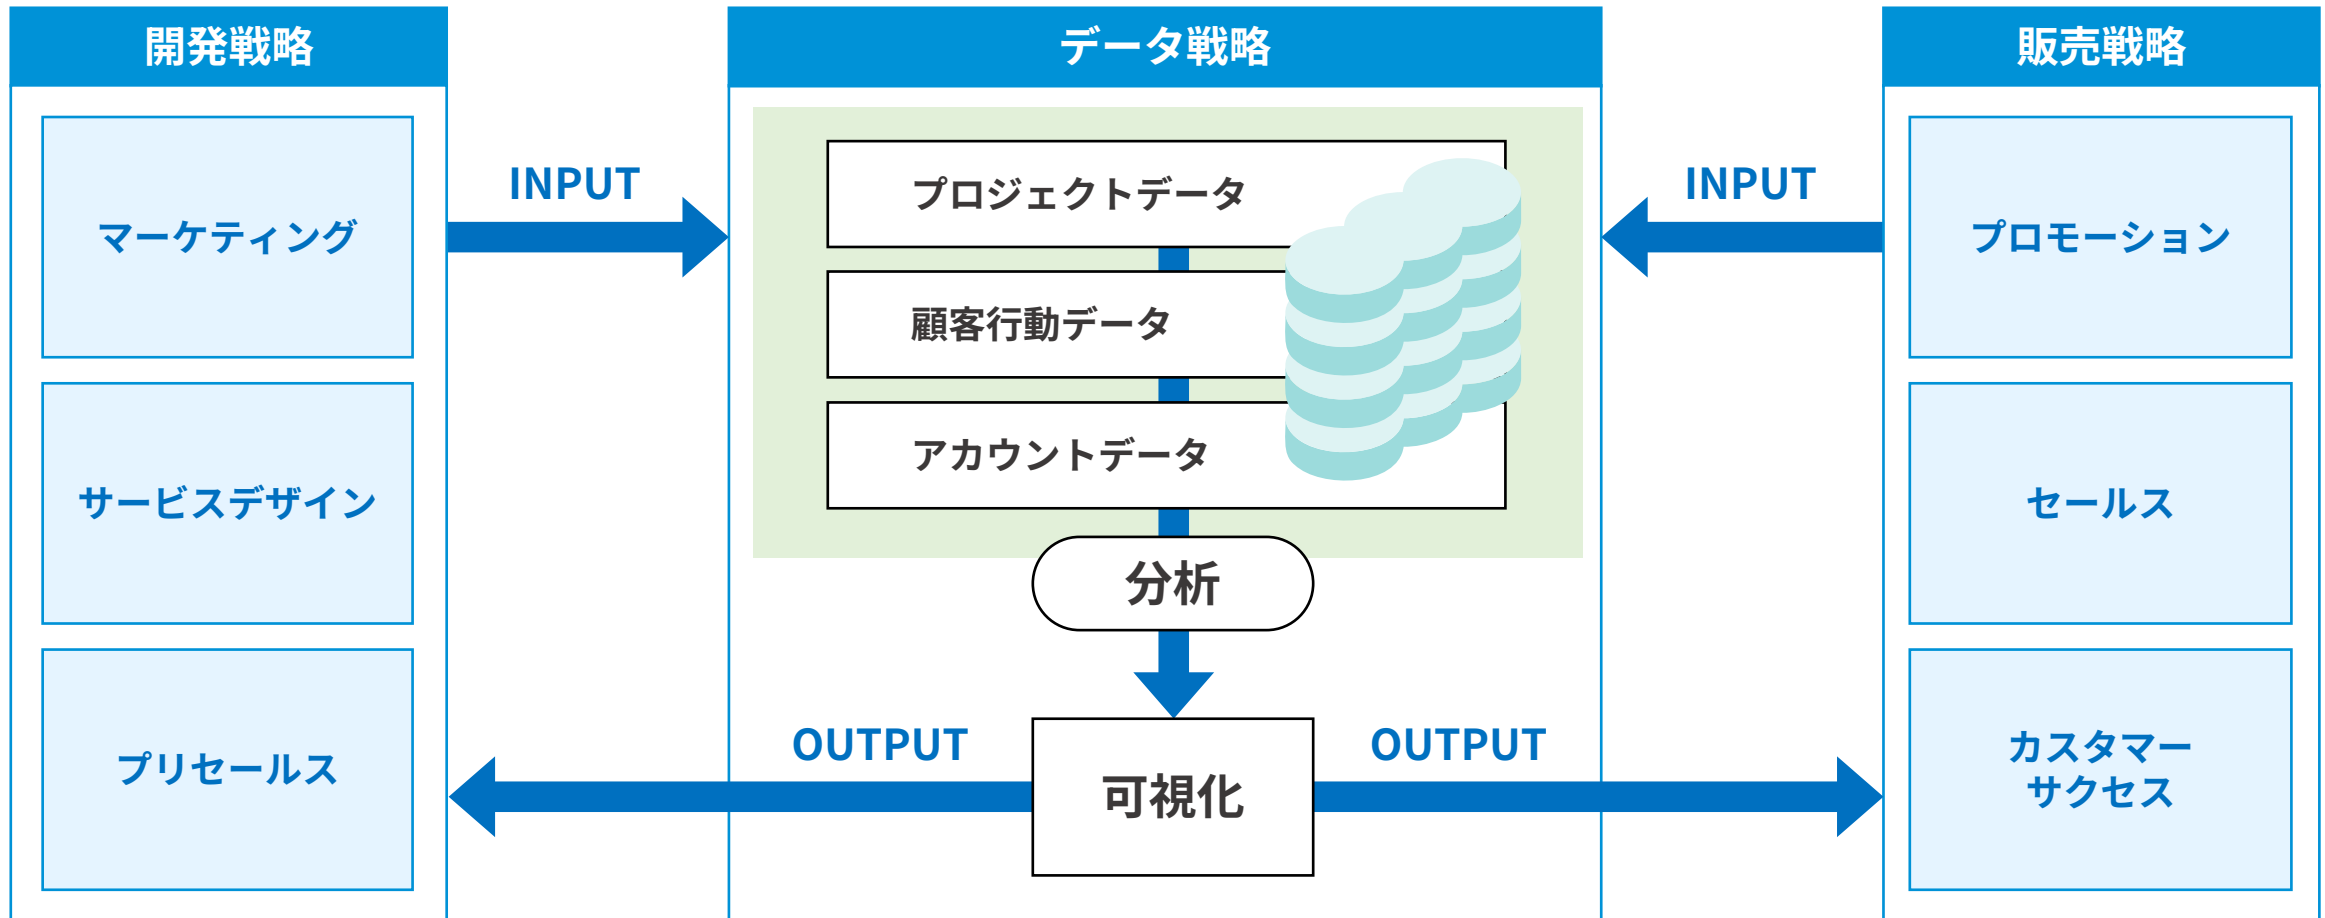 開発戦略
マーケティング
サービスデザイン
プリセールス
INPUT
データ戦略
プロジェクトデータ
顧客行動データ
アカウントデータ
分析
可視化
OUTPUT
OUTPUT
INPUT
販売戦略
プロモーション
セールス
カスタマー
サクセス